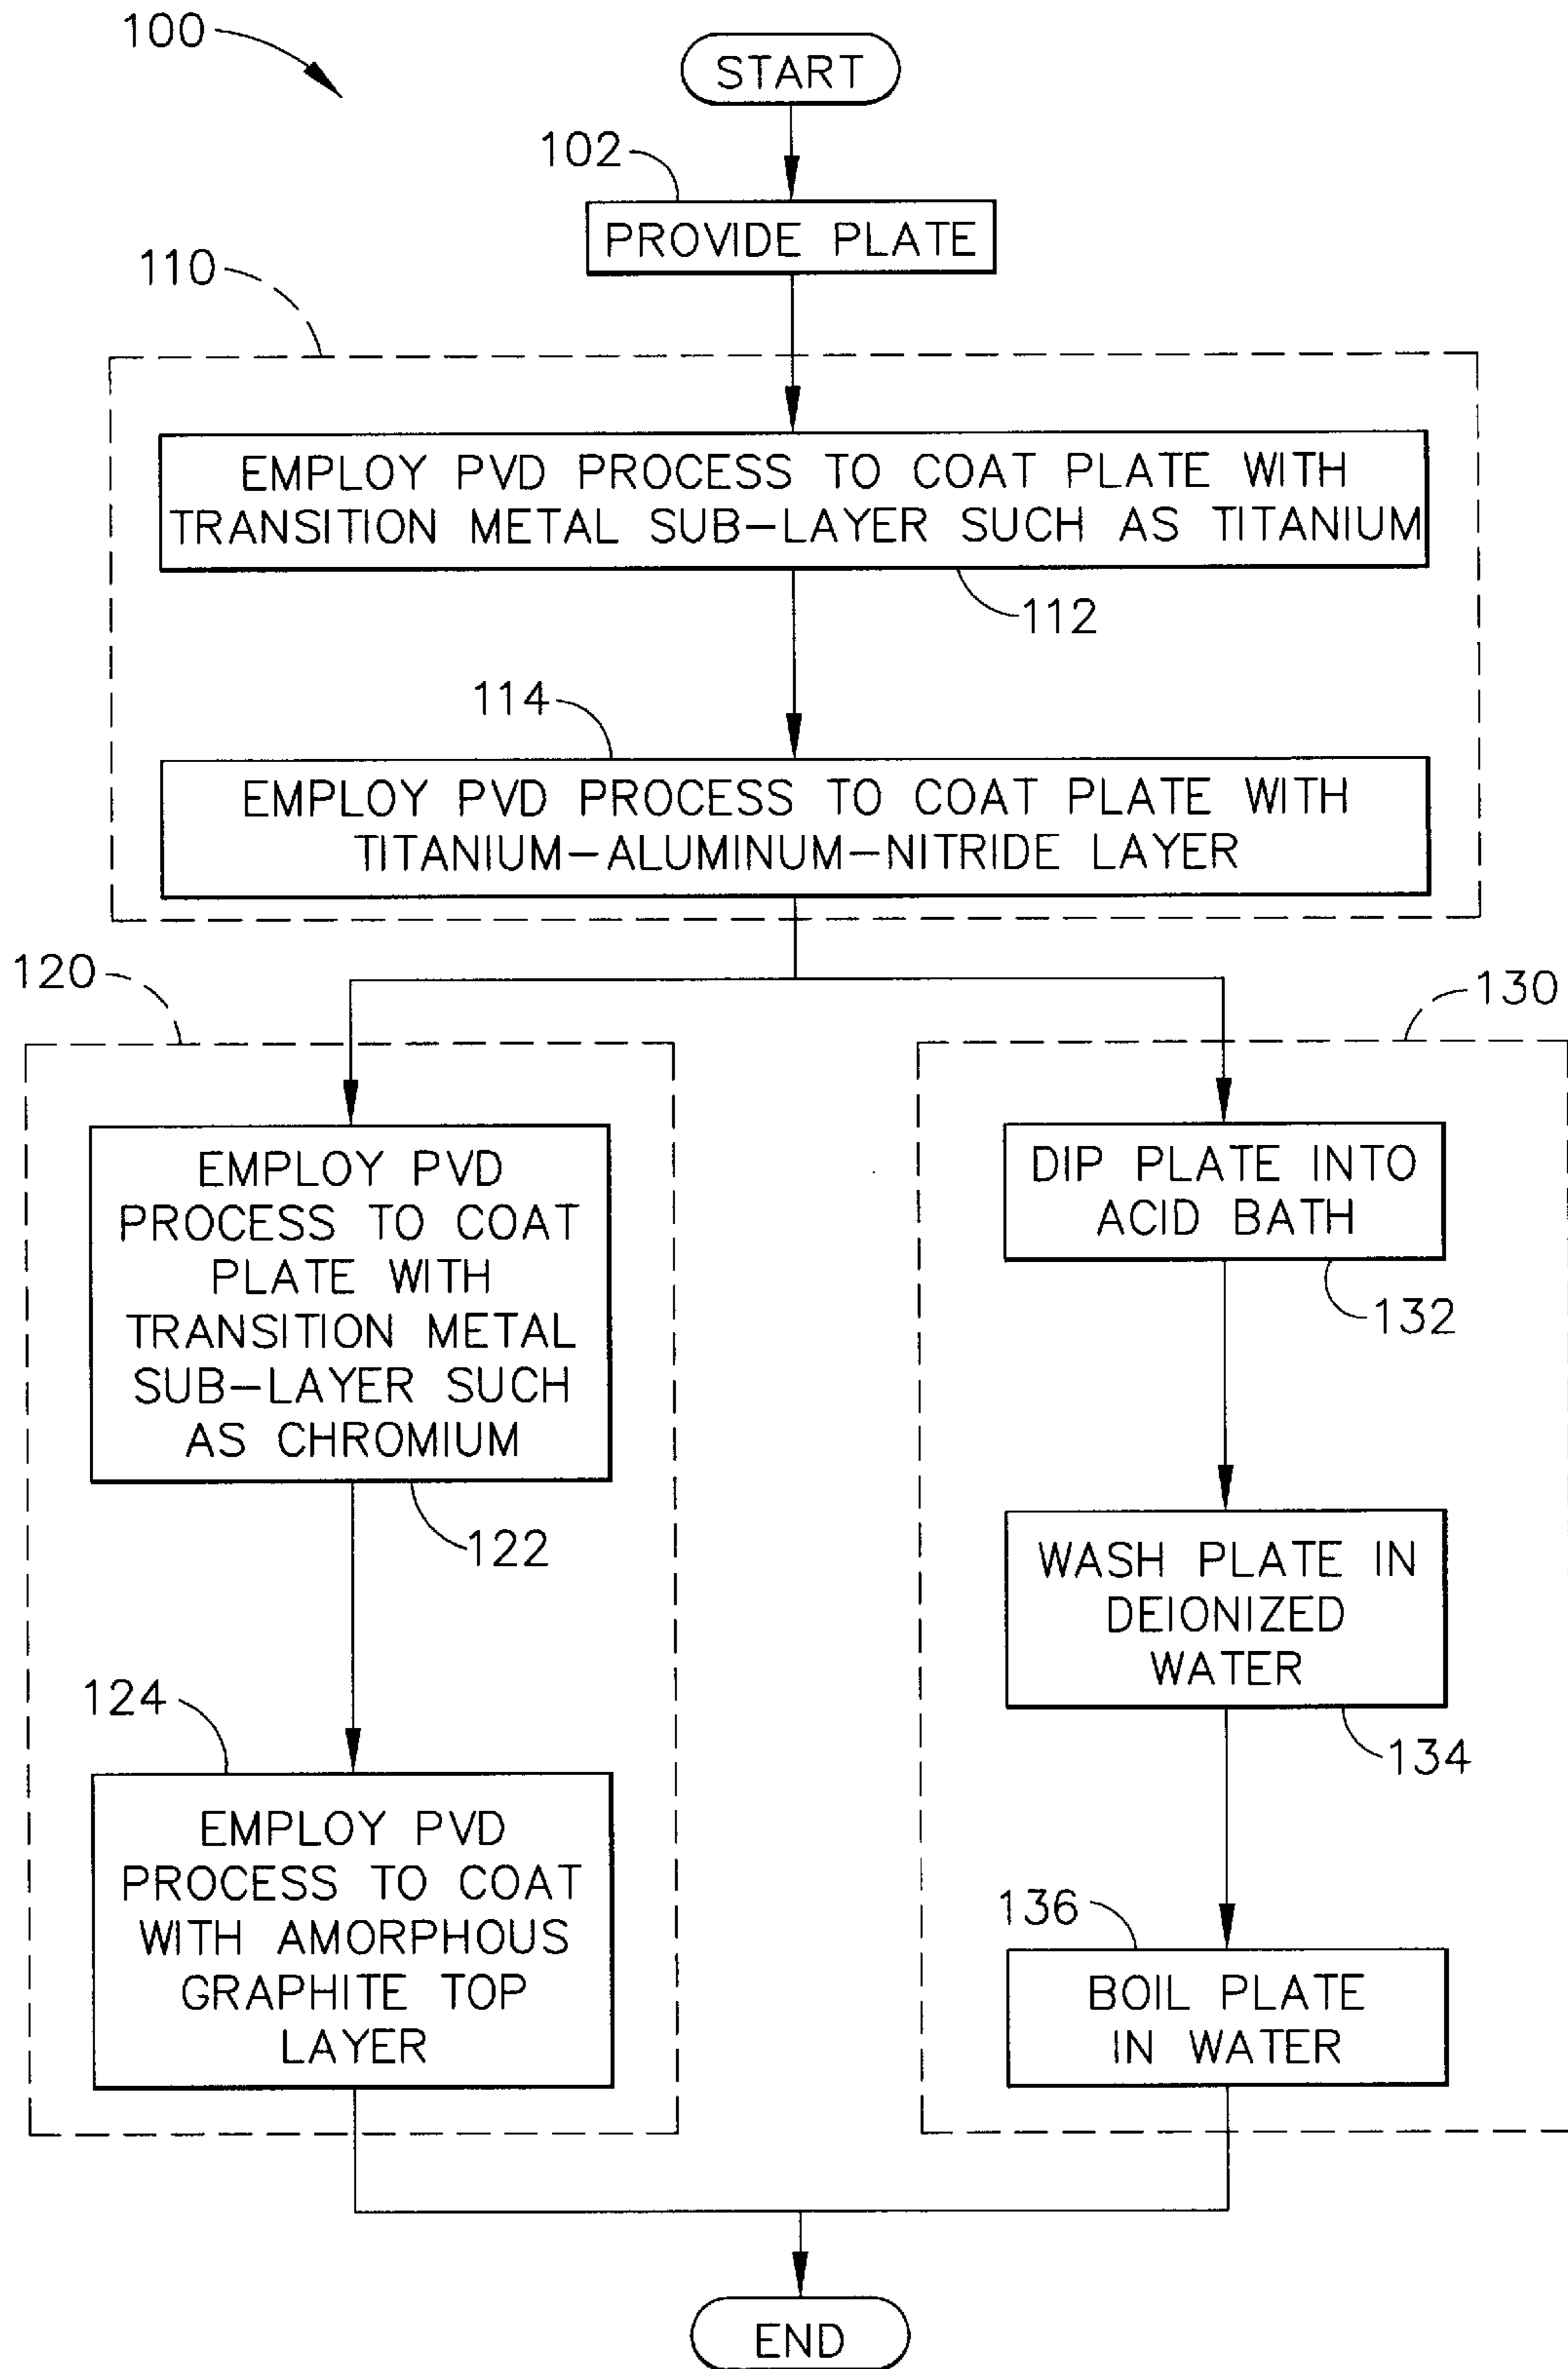 100
START
102
PROVIDE PLATE
110
EMPLOY PVD PROCESS TO COAT PLATE WITH
TRANSITION METAL SUB-LAYER SUCH AS TITANIUM
112
114
EMPLOY PVD PROCESS TO COAT PLATE WITH
TITANIUM-ALUMINUM-NITRIDE LAYER
120
EMPLOY PVD
PROCESS TO COAT
PLATE WITH
TRANSITION METAL
SUB-LAYER SUCH
AS CHROMIUM
122
124
EMPLOY PVD
PROCESS TO COAT
WITH AMORPHOUS
GRAPHITE TOP
LAYER
130
DIP PLATE INTO
ACID BATH
132
WASH PLATE IN
DEIONIZED
WATER
134
136
BOIL PLATE
IN WATER
END